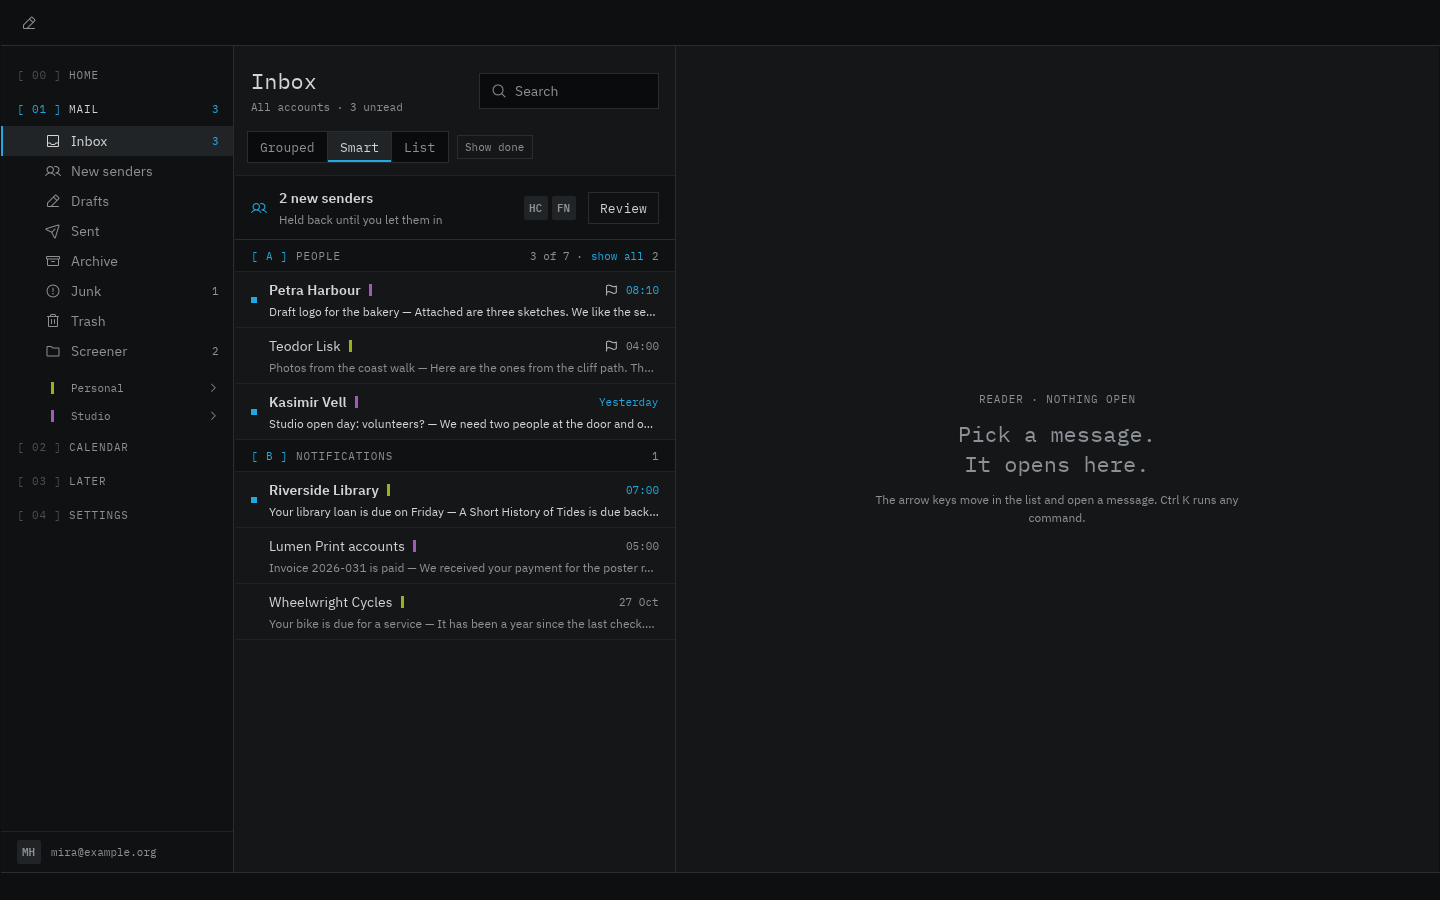 [ 00 ] HOME
[ 01 ] MAIL 3
Inbox 3
New senders
Drafts
Sent
Archive
Junk 1
Trash
Screener 2
Personal
Studio
[ 02 ] CALENDAR
[ 03 ] LATER
[ 04 ] SETTINGS
MH mira@example.org
Inbox
All accounts · 3 unread
Search
Grouped Smart List Show done
2 new senders
Held back until you let them in
HC FN Review
[ A ] PEOPLE 3 of 7 · show all 2
Petra Harbour 08:10
Draft logo for the bakery — Attached are three sketches. We like the se…
Teodor Lisk 04:00
Photos from the coast walk — Here are the ones from the cliff path. Th…
Kasimir Vell Yesterday
Studio open day: volunteers? — We need two people at the door and o…
[ B ] NOTIFICATIONS 1
Riverside Library 07:00
Your library loan is due on Friday — A Short History of Tides is due back…
Lumen Print accounts 05:00
Invoice 2026-031 is paid — We received your payment for the poster r…
Wheelwright Cycles 27 Oct
Your bike is due for a service — It has been a year since the last check.…
READER · NOTHING OPEN
Pick a message.
It opens here.
The arrow keys move in the list and open a message. Ctrl K runs any
command.